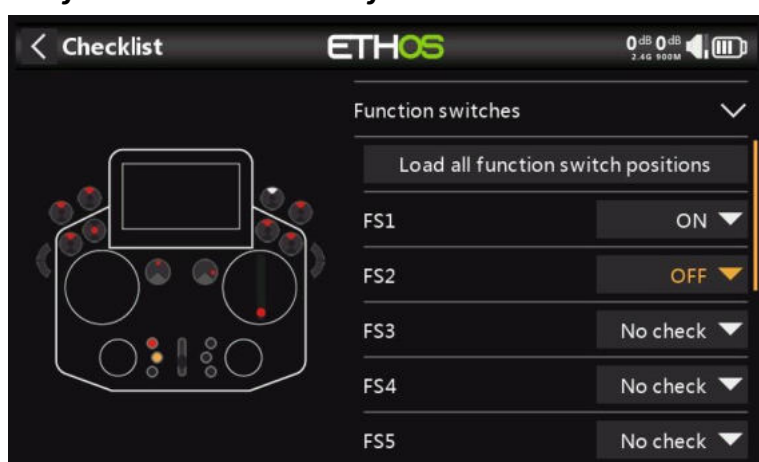 Checklist
ETHOS
0dB 0dB
2.4G 900M
Function switches
Load all function switch positions
FS1 ON
FS2 OFF
FS3 No check
FS4 No check
FS5 No check